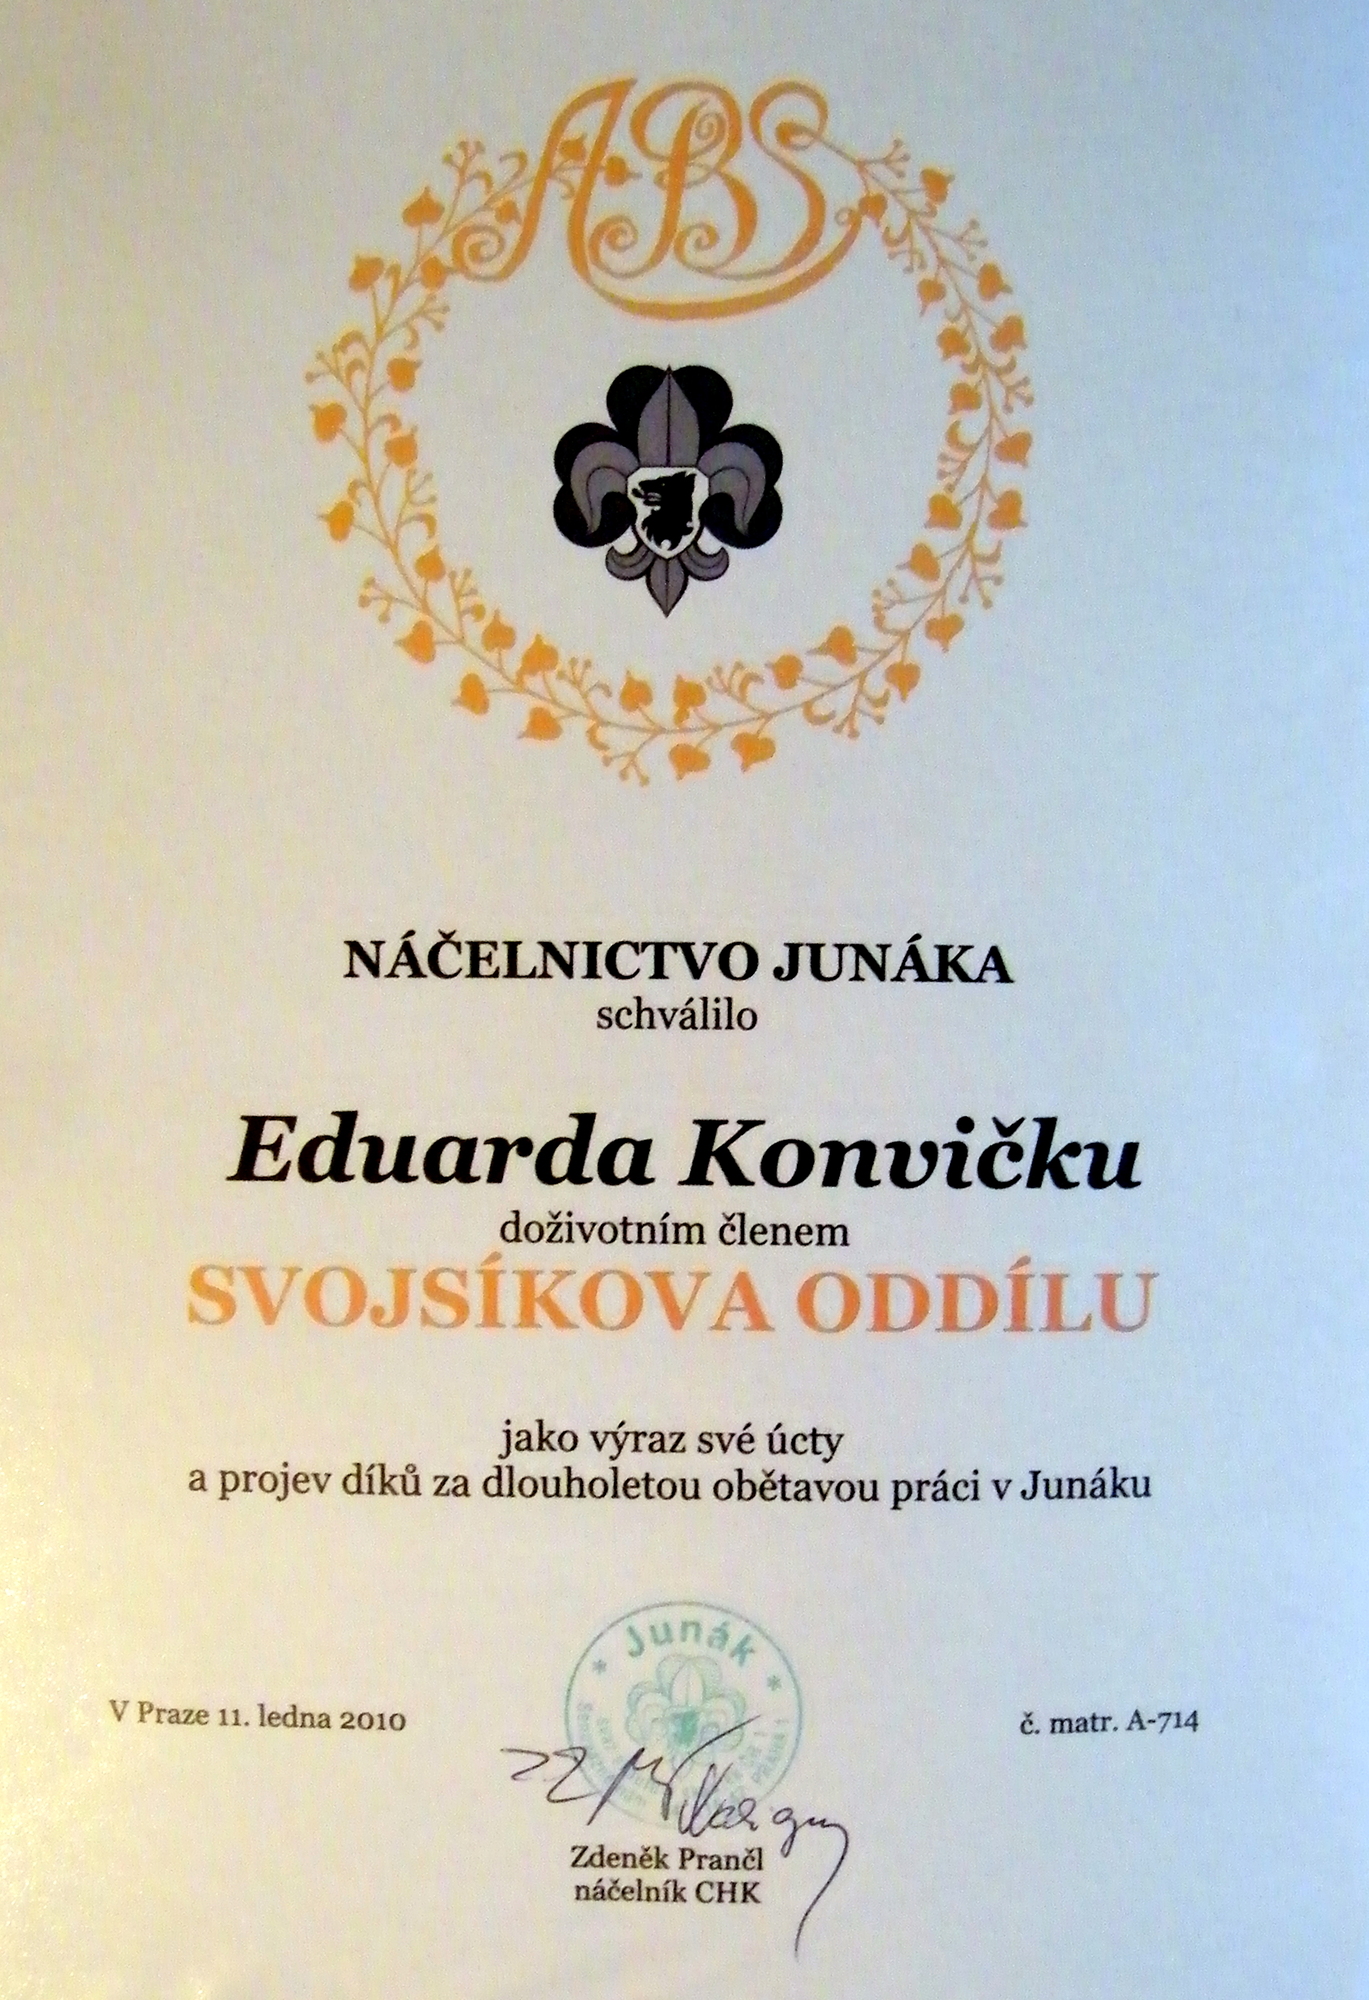 ABS
NÁČELNICTVO JUNÁKA
schválilo
Eduarda Konvičku
doživotním členem
SVOJSÍKOVA ODDÍLU
jako výraz své úcty
a projev díků za dlouholetou obětavou práci v Junáku
* Junák *
V Praze 11. ledna 2010
č. matr. A-714
Zdeněk Prančl
náčelník CHK